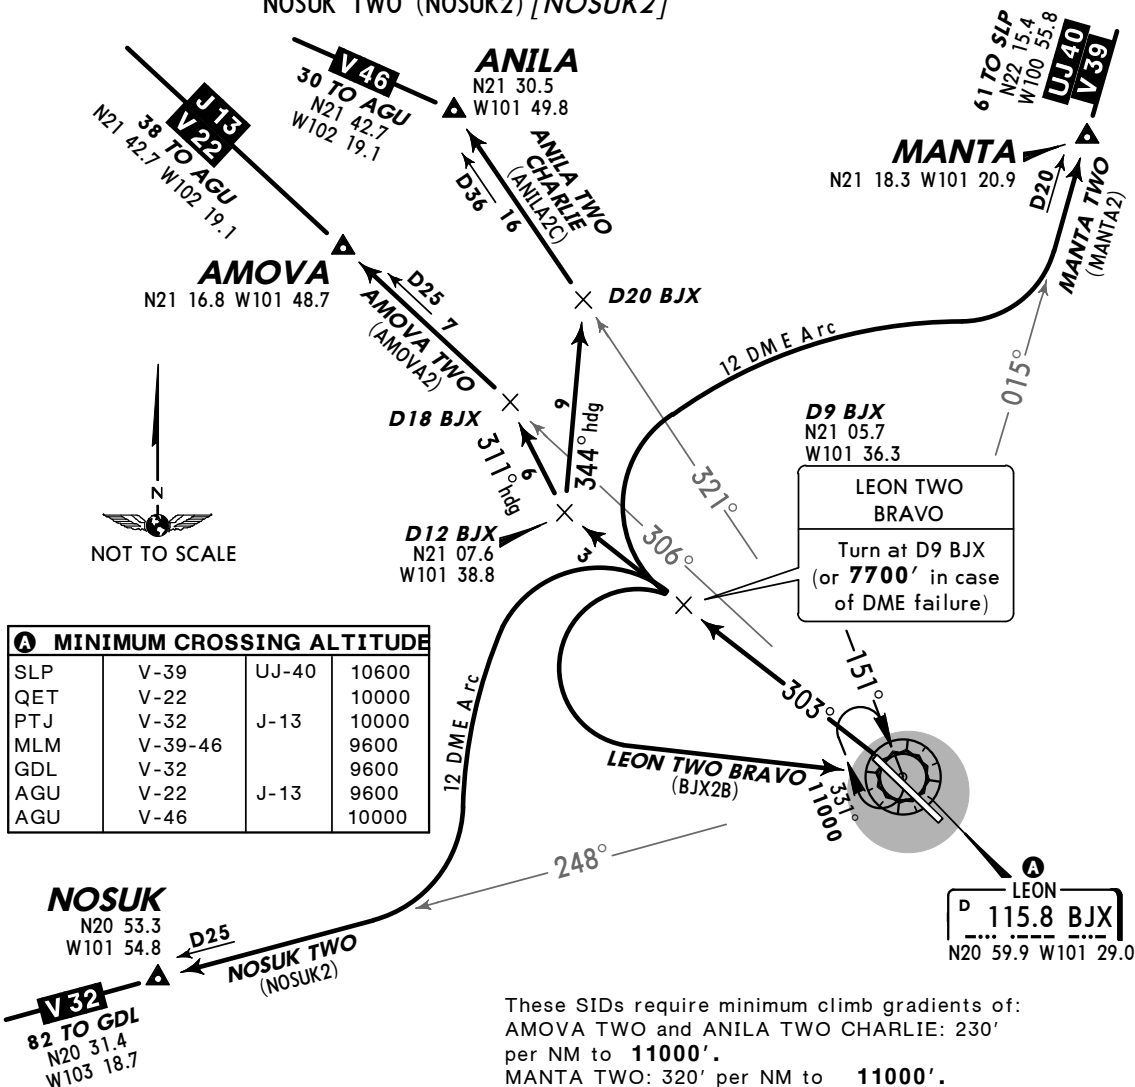 NOSUK TWO (NOSUK2) [NOSUK2]
V 46
30 TO AGU
N21 42.7
W102 19.1
ANILA
N21 30.5
W101 49.8
ANILA TWO
CHARLIE
(ANILA2C)
D36
16
61 TO SLP
N22 15.4
W100 55.8
UJ 40
V 39
MANTA
N21 18.3 W101 20.9
D20
MANTA TWO
(MANTA2)
J 13
V 22
38 TO AGU
N21 42.7 W102 19.1
AMOVA
N21 16.8 W101 48.7
D25
7
AMOVA TWO
(AMOVA2)
D20 BJX
D18 BJX
9
344° hdg
6
311° hdg
12 DME Arc
015°
321°
306°
D9 BJX
N21 05.7
W101 36.3
LEON TWO
BRAVO
Turn at D9 BJX
(or 7700' in case
of DME failure)
N
NOT TO SCALE
D12 BJX
N21 07.6
W101 38.8
3
A MINIMUM CROSSING ALTITUDE
SLP V-39 UJ-40 10600
QET V-22 10000
PTJ V-32 J-13 10000
MLM V-39-46 9600
GDL V-32 9600
AGU V-22 J-13 9600
AGU V-46 10000
12 DME Arc
303°
151°
331°
LEON TWO BRAVO
(BJX2B)
11000
248°
A
LEON
D 115.8 BJX
N20 59.9 W101 29.0
NOSUK
N20 53.3
W101 54.8
D25
NOSUK TWO
(NOSUK2)
V 32
82 TO GDL
N20 31.4
W103 18.7
These SIDs require minimum climb gradients of:
AMOVA TWO and ANILA TWO CHARLIE: 230'
per NM to 11000'.
MANTA TWO: 320' per NM to 11000'.